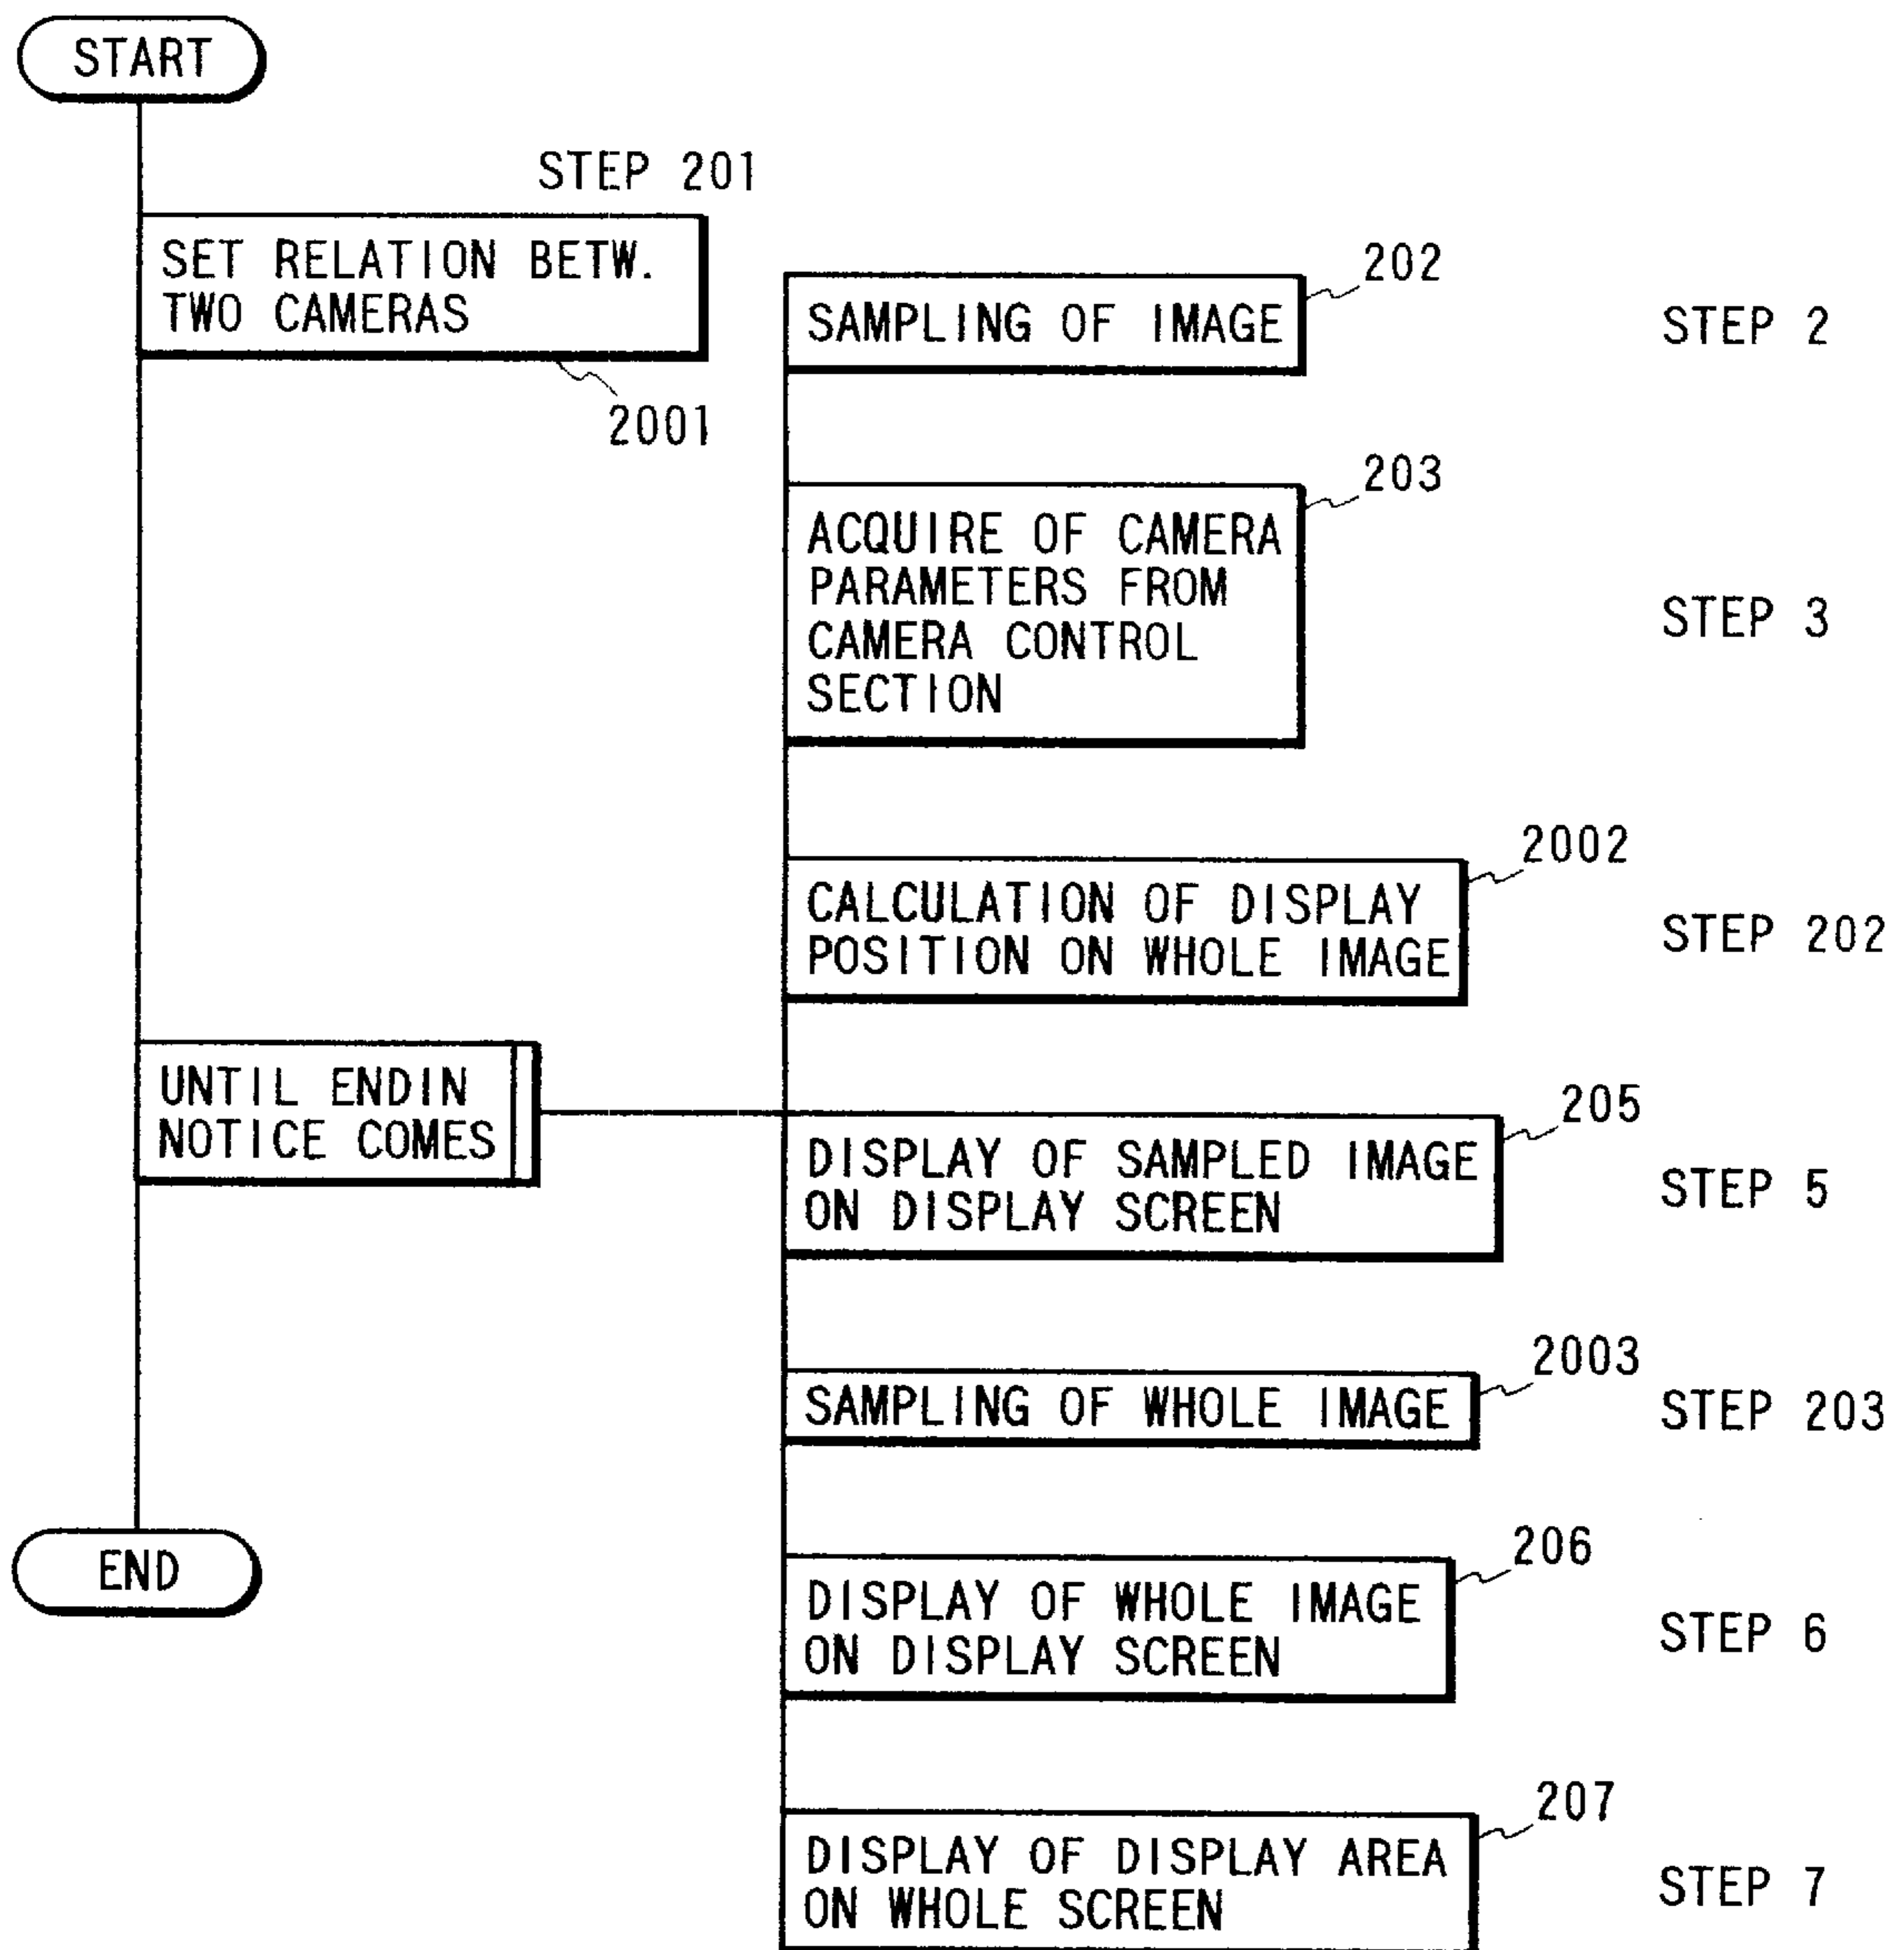 START
STEP 201
SET RELATION BETW.
TWO CAMERAS
2001
202
SAMPLING OF IMAGE
STEP 2
203
ACQUIRE OF CAMERA
PARAMETERS FROM
CAMERA CONTROL
SECTION
STEP 3
2002
CALCULATION OF DISPLAY
POSITION ON WHOLE IMAGE
STEP 202
UNTIL ENDIN
NOTICE COMES
205
DISPLAY OF SAMPLED IMAGE
ON DISPLAY SCREEN
STEP 5
2003
SAMPLING OF WHOLE IMAGE
STEP 203
END
206
DISPLAY OF WHOLE IMAGE
ON DISPLAY SCREEN
STEP 6
207
DISPLAY OF DISPLAY AREA
ON WHOLE SCREEN
STEP 7